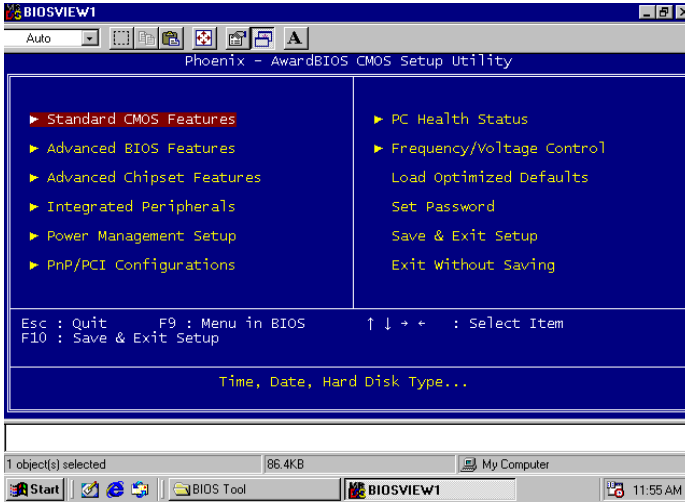 BIOSVIEW1
Auto
A
Phoenix - AwardBIOS CMOS Setup Utility
► Standard CMOS Features
► Advanced BIOS Features
► Advanced Chipset Features
► Integrated Peripherals
► Power Management Setup
► PnP/PCI Configurations
► PC Health Status
► Frequency/Voltage Control
Load Optimized Defaults
Set Password
Save & Exit Setup
Exit Without Saving
Esc : Quit F9 : Menu in BIOS ↑ ↓ → ← : Select Item
F10 : Save & Exit Setup
Time, Date, Hard Disk Type...
1 object(s) selected 86.4KB My Computer
Start BIOS Tool BIOSVIEW1 11:55 AM